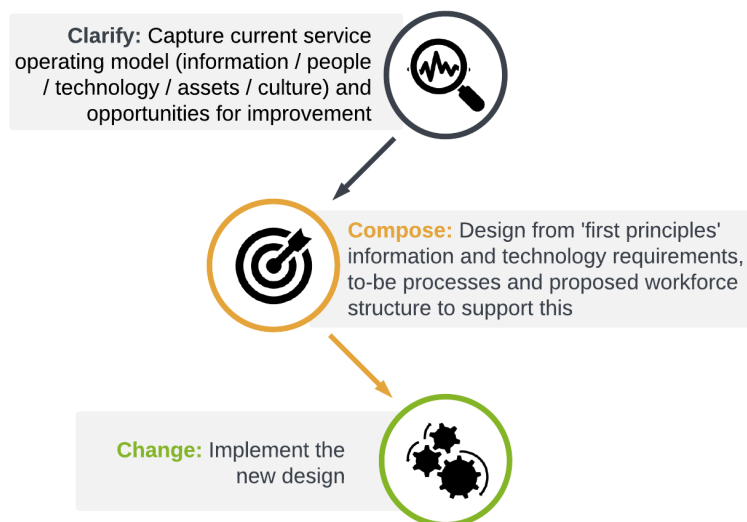 Clarify: Capture current service
operating model (information / people
/ technology / assets / culture) and
opportunities for improvement
Compose: Design from 'first principles'
information and technology requirements,
to-be processes and proposed workforce
structure to support this
Change: Implement the
new design